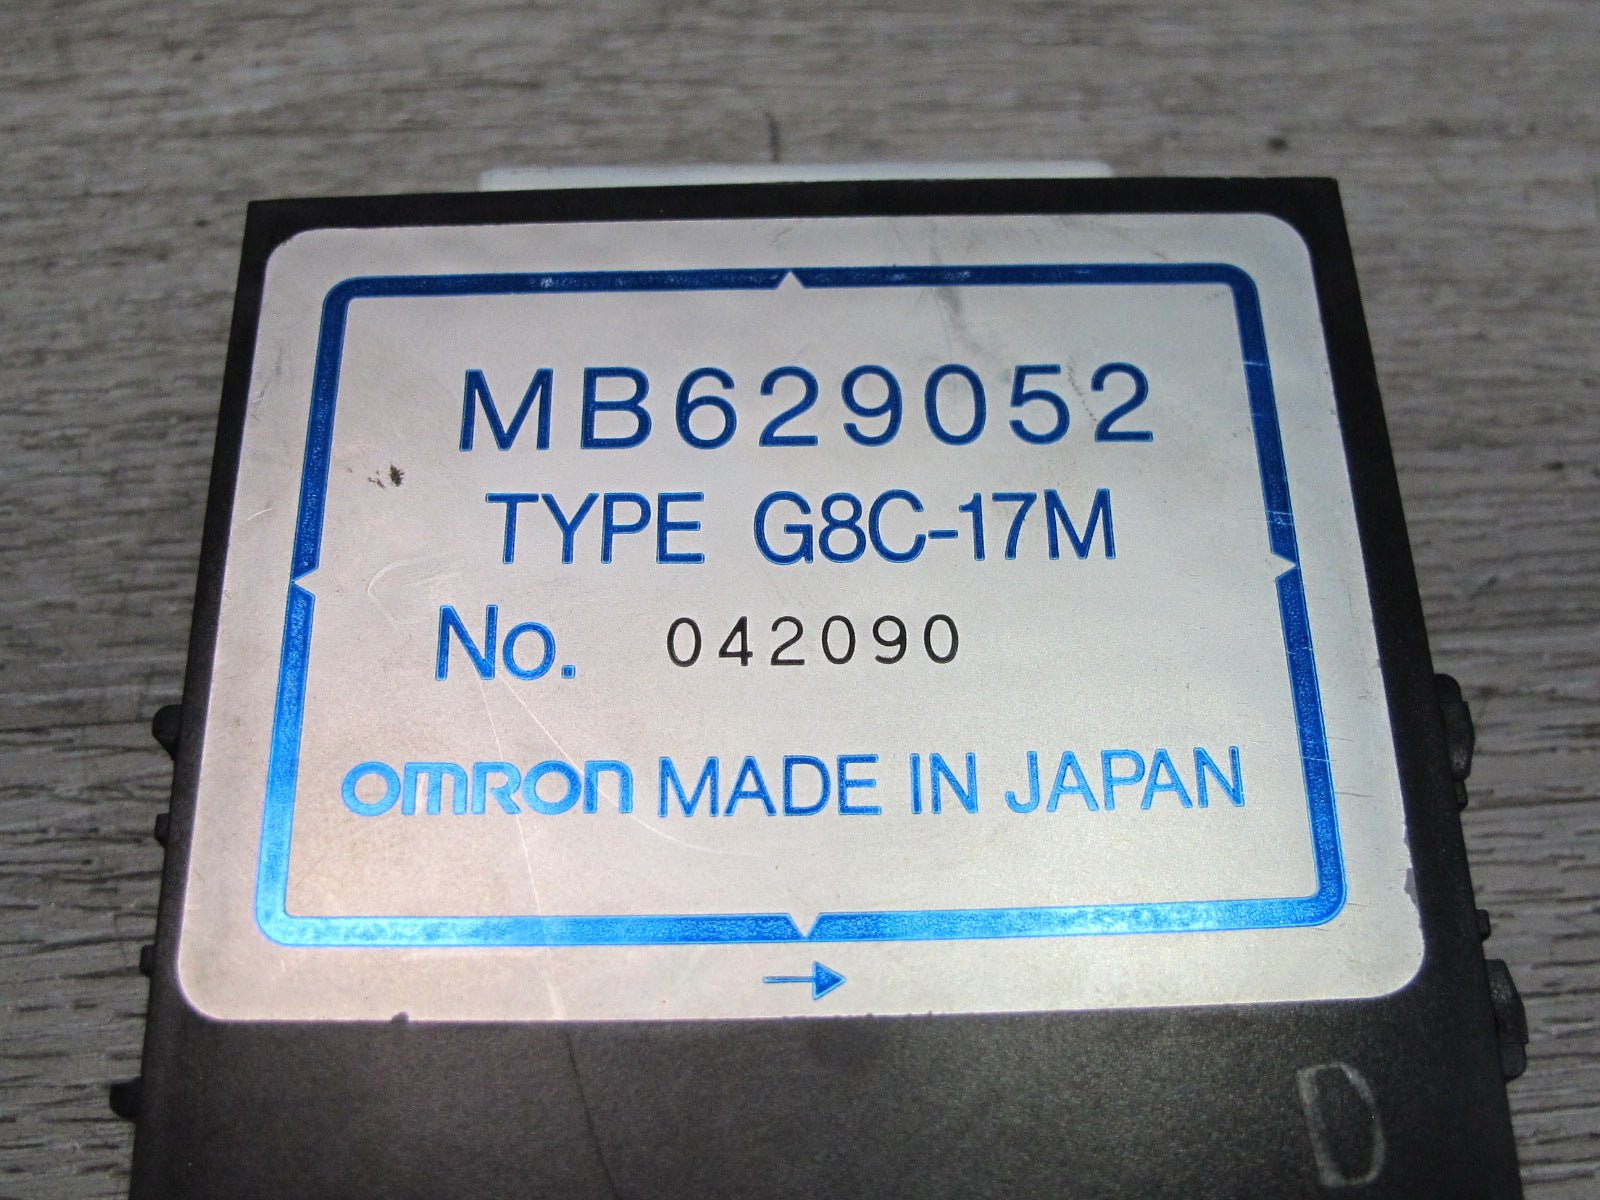 MB629052
TYPE G8C-17M
No. 042090
OMRON MADE IN JAPAN
D